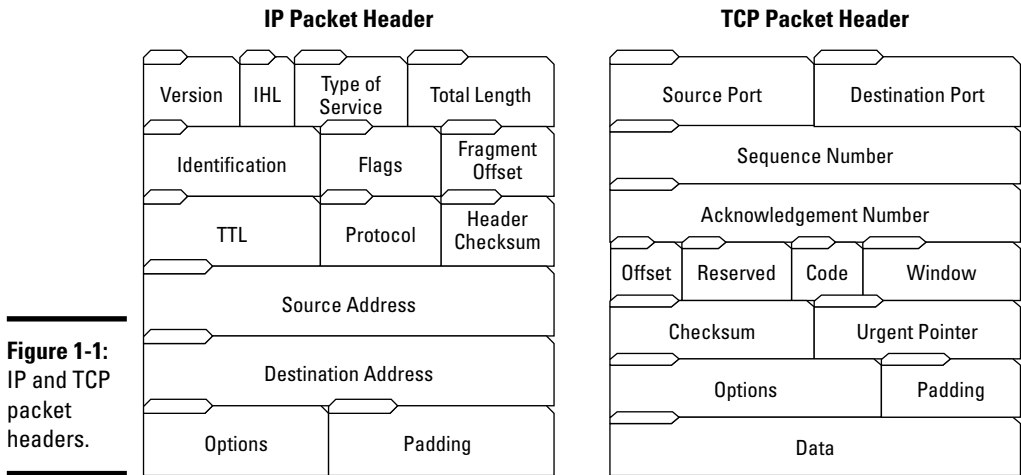 IP Packet Header
Version IHL Type of Service Total Length
Identification Flags Fragment Offset
TTL Protocol Header Checksum
Source Address
Destination Address
Options Padding
TCP Packet Header
Source Port Destination Port
Sequence Number
Acknowledgement Number
Offset Reserved Code Window
Checksum Urgent Pointer
Options Padding
Data
Figure 1-1:
IP and TCP
packet
headers.